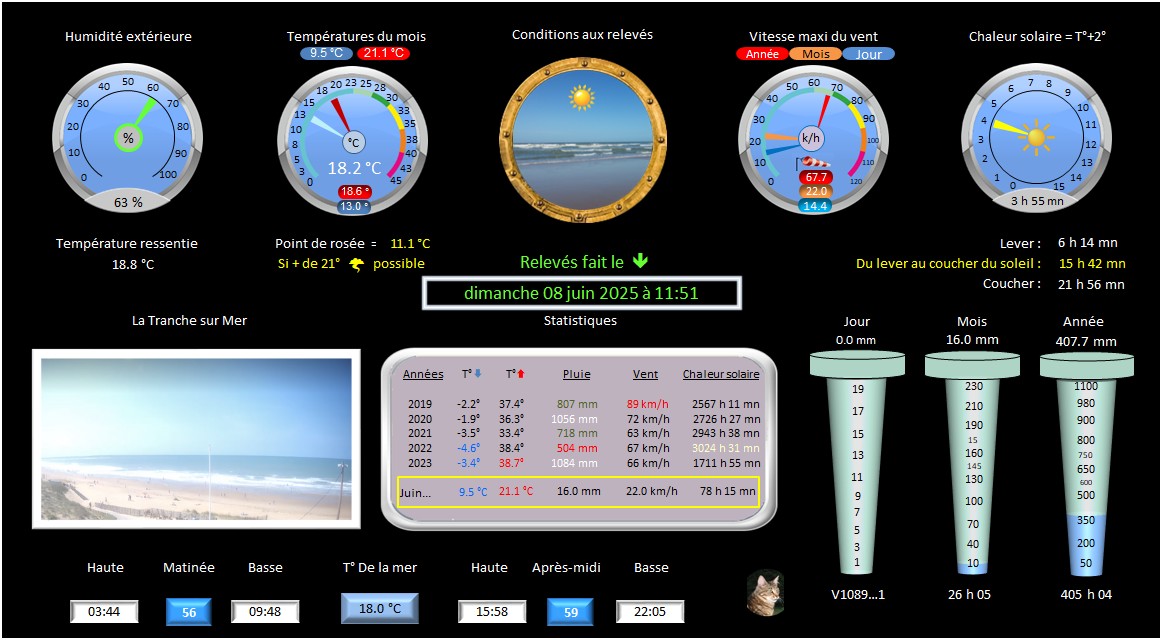 Humidité extérieure
Températures du mois
Conditions aux relevés
Vitesse maxi du vent
Chaleur solaire = T°+2°
9.5 °C 21.1 °C
Année Mois Jour
0 10 20 30 40 50 60 70 80 90 100
%
63 %
0 3 5 8 10 13 15 18 20 23 25 28 30 33 35 38 40 43 45
°C
18.2 °C
18.6 °
13.0 °
0 10 20 30 40 50 60 70 80 90 100 110 120
k/h
67.7
22.0
14.4
0 1 2 3 4 5 6 7 8 9 10 11 12 13 14 15
3 h 55 mn
Température ressentie
18.8 °C
Point de rosée = 11.1 °C
Si + de 21° possible
Relevés fait le
dimanche 08 juin 2025 à 11:51
Lever : 6 h 14 mn
Du lever au coucher du soleil : 15 h 42 mn
Coucher : 21 h 56 mn
La Tranche sur Mer
Statistiques
Années T° T° Pluie Vent Chaleur solaire
2019 -2.2° 37.4° 807 mm 89 km/h 2567 h 11 mn
2020 -1.9° 36.3° 1056 mm 72 km/h 2726 h 27 mn
2021 -3.5° 33.4° 718 mm 63 km/h 2943 h 38 mn
2022 -4.6° 38.4° 504 mm 67 km/h 3024 h 31 mn
2023 -3.4° 38.7° 1084 mm 66 km/h 1711 h 55 mn
Juin... 9.5 °C 21.1 °C 16.0 mm 22.0 km/h 78 h 15 mn
Jour
0.0 mm
19
17
15
13
11
9
7
5
3
1
V1089...1
Mois
16.0 mm
230
210
190
15
160
145
130
100
70
40
10
26 h 05
Année
407.7 mm
1100
980
900
800
750
650
600
500
350
200
50
405 h 04
Haute Matinée Basse T° De la mer Haute Après-midi Basse
03:44 56 09:48 18.0 °C 15:58 59 22:05